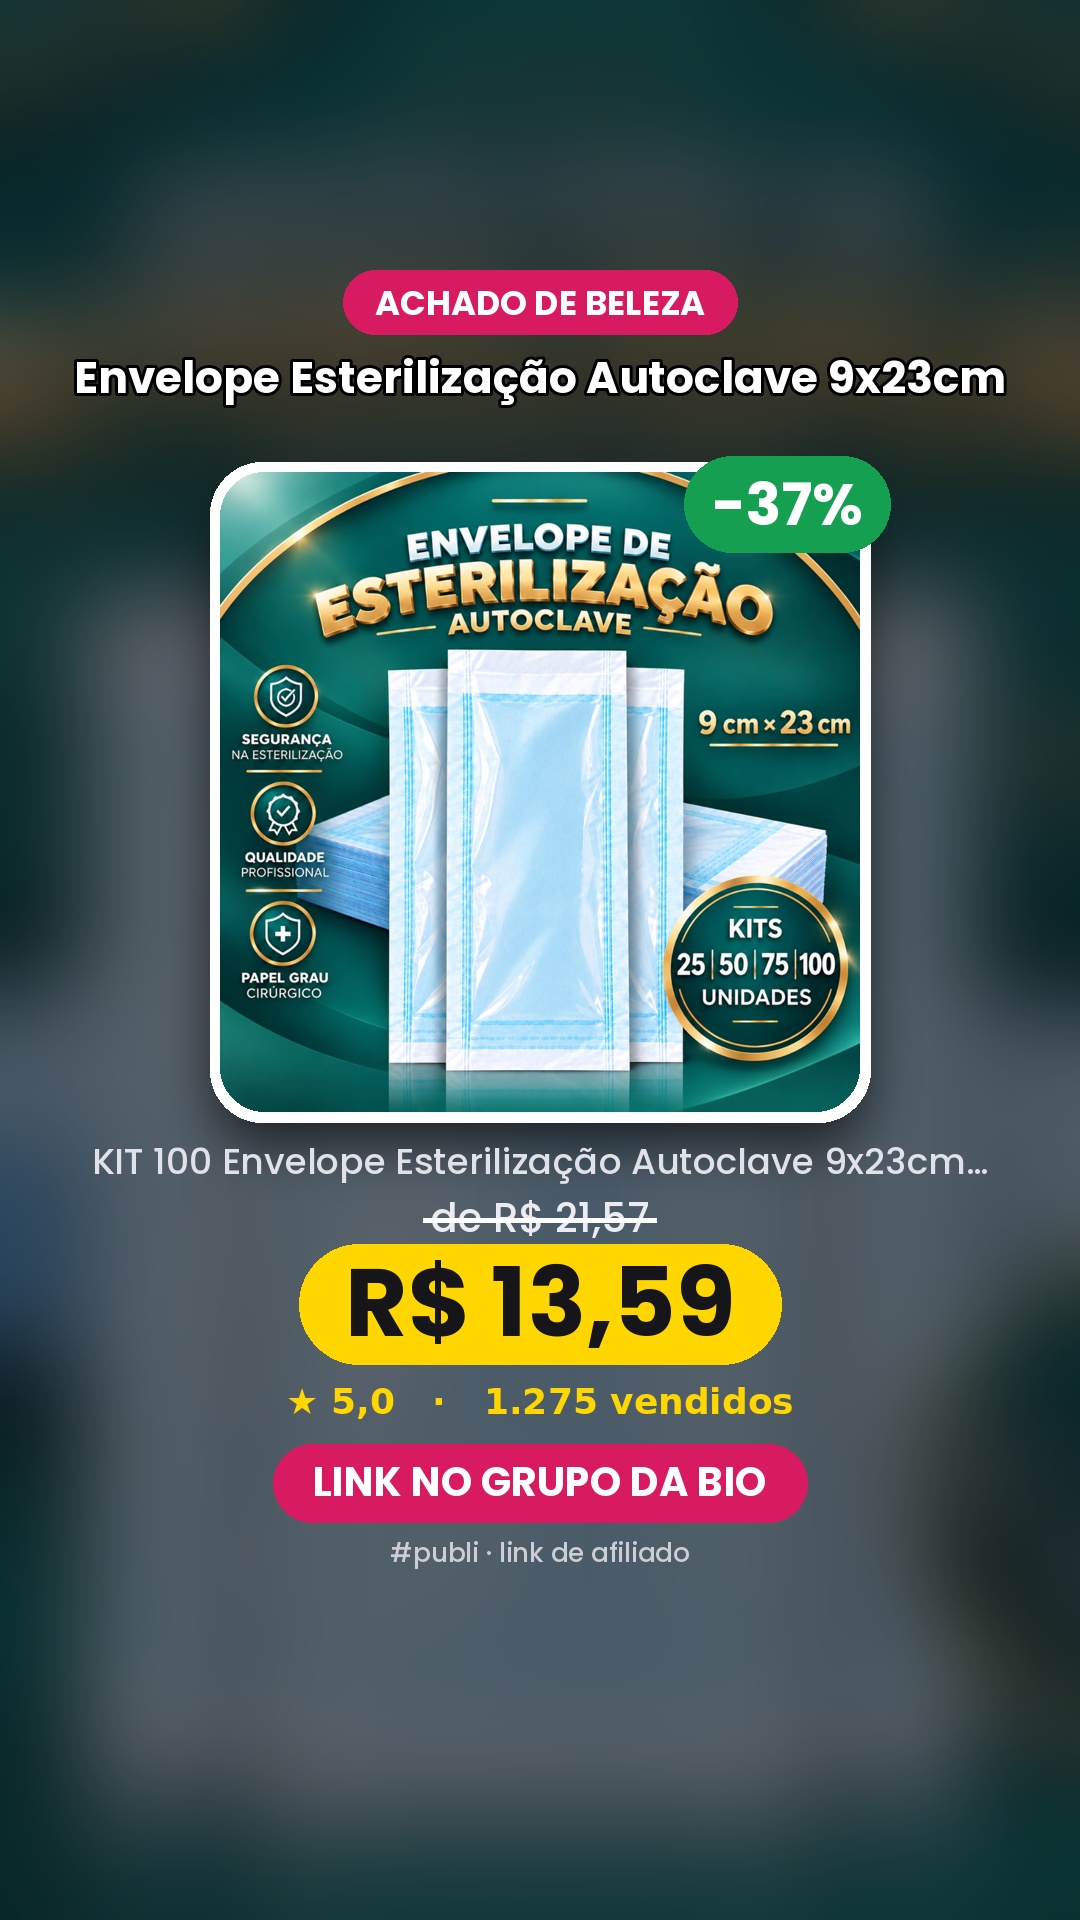 ACHADO DE BELEZA
Envelope Esterilização Autoclave 9x23cm
-37%
ENVELOPE DE
ESTERILIZAÇÃO
AUTOCLAVE
SEGURANÇA
NA ESTERILIZAÇÃO
9 cm × 23 cm
QUALIDADE
PROFISSIONAL
PAPEL GRAU
CIRÚRGICO
KITS
25|50|75|100
UNIDADES
KIT 100 Envelope Esterilização Autoclave 9x23cm...
de R$ 21,57
R$ 13,59
★ 5,0 · 1.275 vendidos
LINK NO GRUPO DA BIO
#publi · link de afiliado